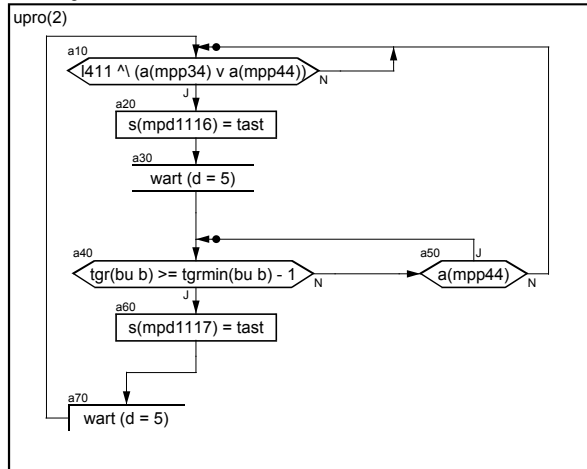 upro(2)
a10
l411 ^\ (a(mpp34) v a(mpp44))
N
J
a20
s(mpd1116) = tast
a30
wart (d = 5)
a40
tgr(bu b) >= tgrmin(bu b) - 1
N
J
a50
J
a(mpp44)
N
a60
s(mpd1117) = tast
a70
wart (d = 5)